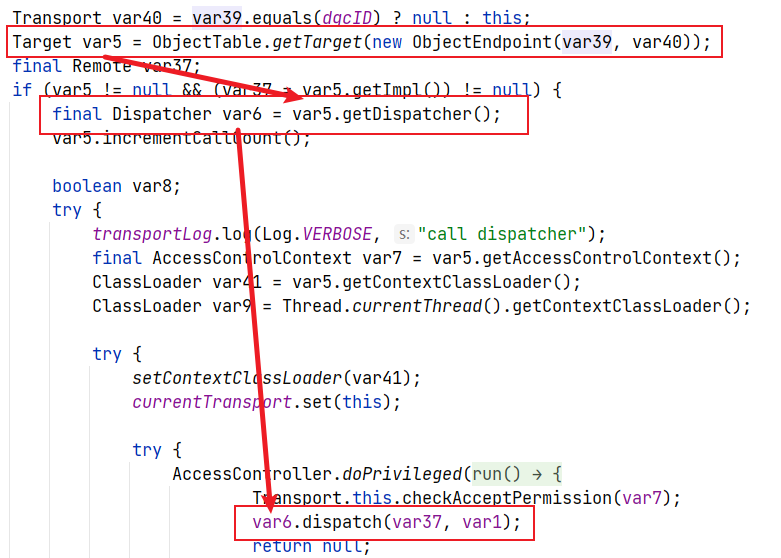 Transport var40 = var39.equals(dgcID) ? null : this;
Target var5 = ObjectTable.getTarget(new ObjectEndpoint(var39, var40));
final Remote var37;
if (var5 != null && (var37 = var5.getImpl()) != null) {
final Dispatcher var6 = var5.getDispatcher();
var5.incrementCallCount();
boolean var8;
try {
transportLog.log(Log.VERBOSE, s: "call dispatcher");
final AccessControlContext var7 = var5.getAccessControlContext();
ClassLoader var41 = var5.getContextClassLoader();
ClassLoader var9 = Thread.currentThread().getContextClassLoader();
try {
setContextClassLoader(var41);
currentTransport.set(this);
try {
AccessController.doPrivileged(run() → {
Transport.this.checkAcceptPermission(var7);
var6.dispatch(var37, var1);
return null;